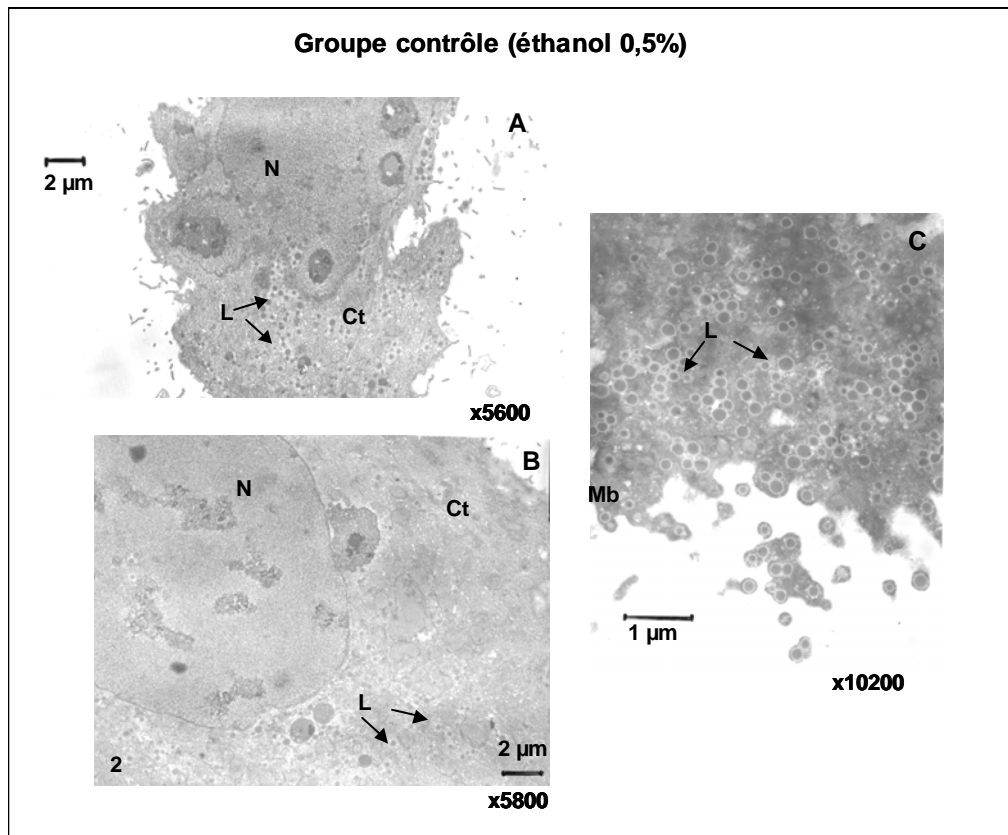 Groupe contrôle (éthanol 0,5%)
A
2 µm
N
L
Ct
x5600
B
N
Ct
L
2
2 µm
x5800
C
L
Mb
1 µm
x10200